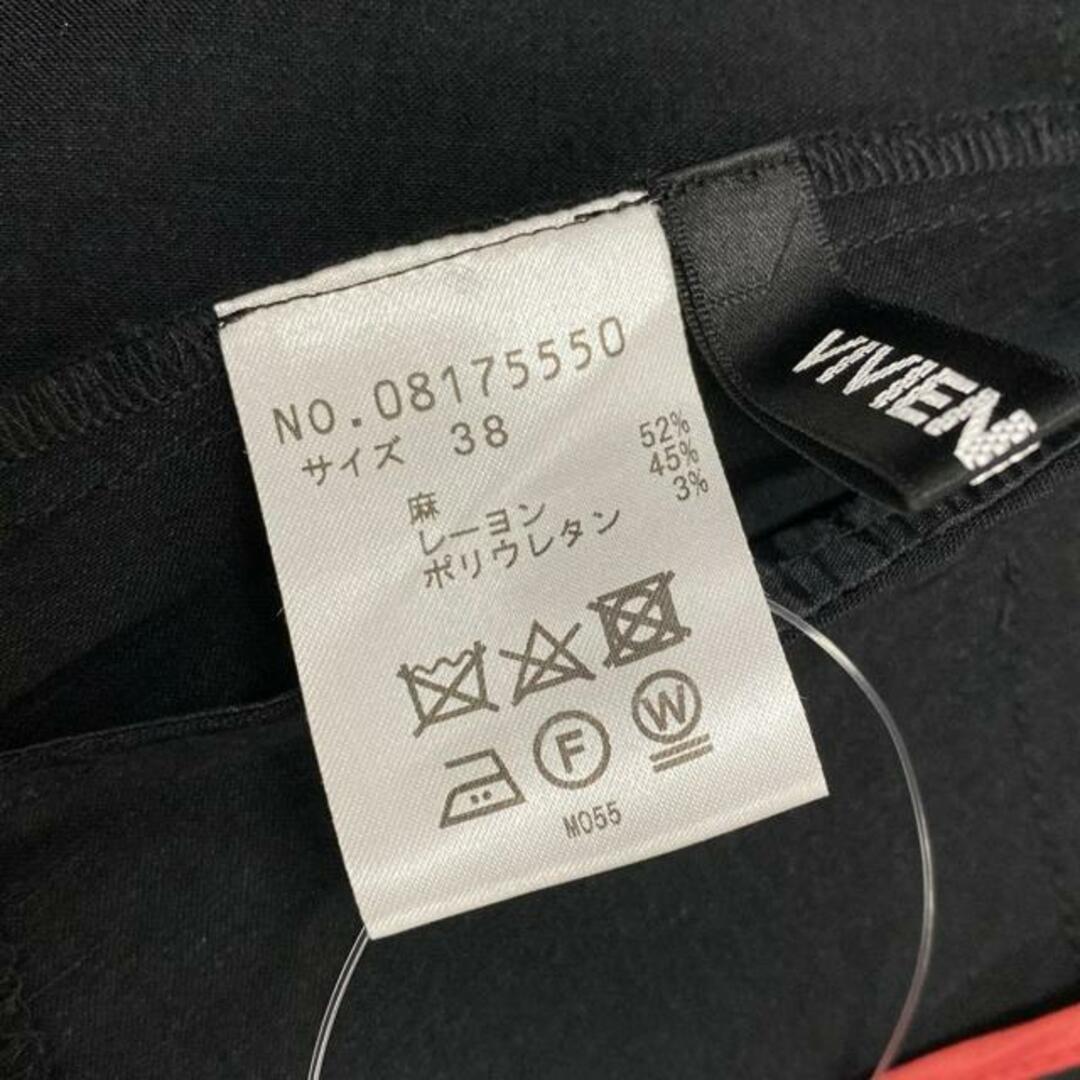 NO.08175550
サイズ 38
麻 52%
レーヨン 45%
ポリウレタン 3%
F W
M055
VIVIEN